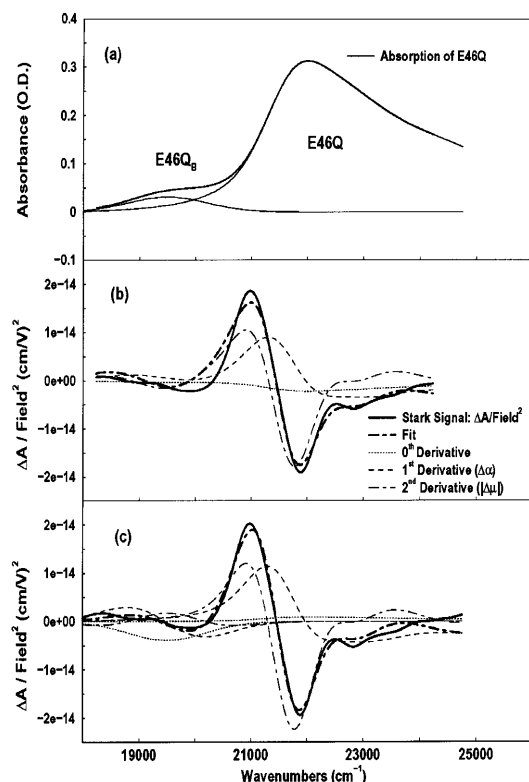 (a)
Absorption of E46Q
E46Q_B
E46Q
Absorbance (O.D.)
0.4
0.3
0.2
0.1
0
−0.1
(b)
ΔA / Field² (cm/V)²
2e−14
1e−14
0e+00
−1e−14
−2e−14
Stark Signal: ΔA/Field²
Fit
0th Derivative
1st Derivative (Δα)
2nd Derivative (|Δμ|)
(c)
ΔA / Field² (cm/V)²
2e−14
1e−14
0e+00
−1e−14
−2e−14
19000 21000 23000 25000
Wavenumbers (cm⁻¹)